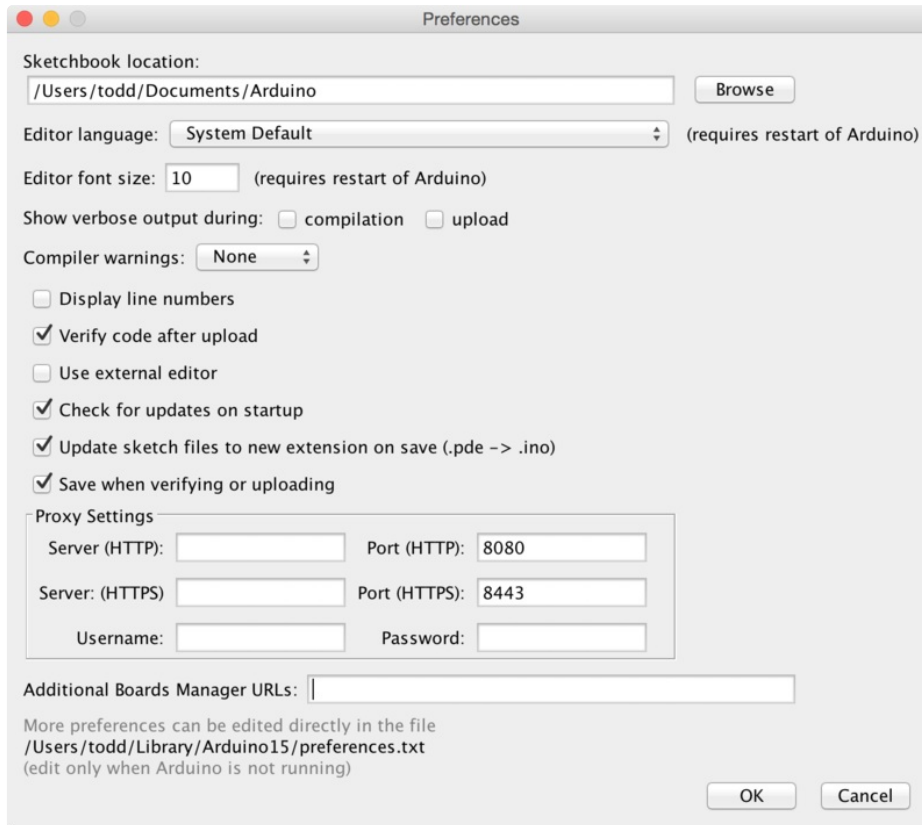 Preferences
Sketchbook location:
/Users/todd/Documents/Arduino Browse
Editor language: System Default (requires restart of Arduino)
Editor font size: 10 (requires restart of Arduino)
Show verbose output during: compilation upload
Compiler warnings: None
Display line numbers
Verify code after upload
Use external editor
Check for updates on startup
Update sketch files to new extension on save (.pde -> .ino)
Save when verifying or uploading
Proxy Settings
Server (HTTP): Port (HTTP): 8080
Server: (HTTPS) Port (HTTPS): 8443
Username: Password:
Additional Boards Manager URLs:
More preferences can be edited directly in the file
/Users/todd/Library/Arduino15/preferences.txt
(edit only when Arduino is not running)
OK Cancel